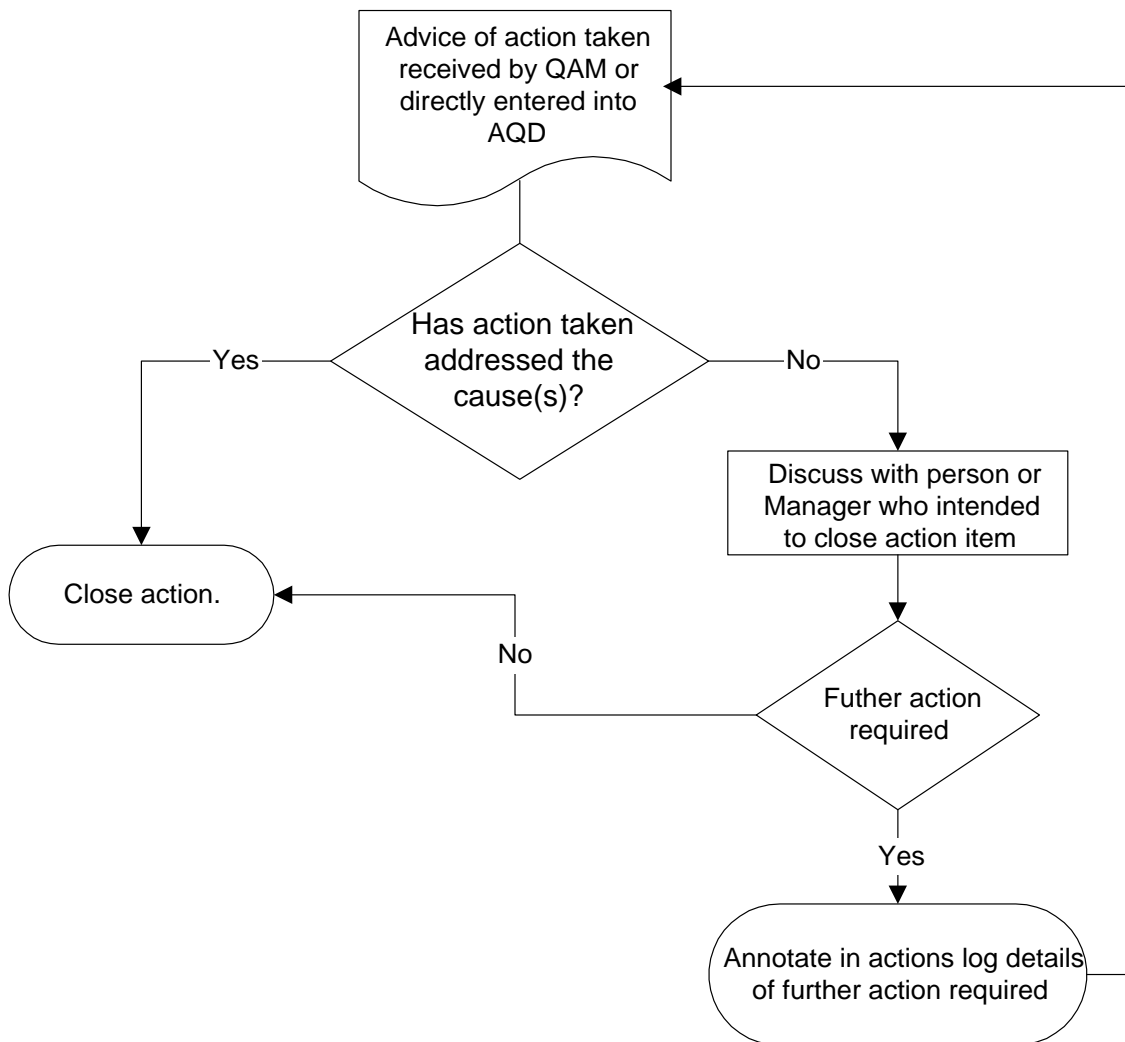 Advice of action taken
received by QAM or
directly entered into
AQD
Has action taken
addressed the
cause(s)?
Yes
No
Discuss with person or
Manager who intended
to close action item
Close action.
No
Futher action
required
Yes
Annotate in actions log details
of further action required